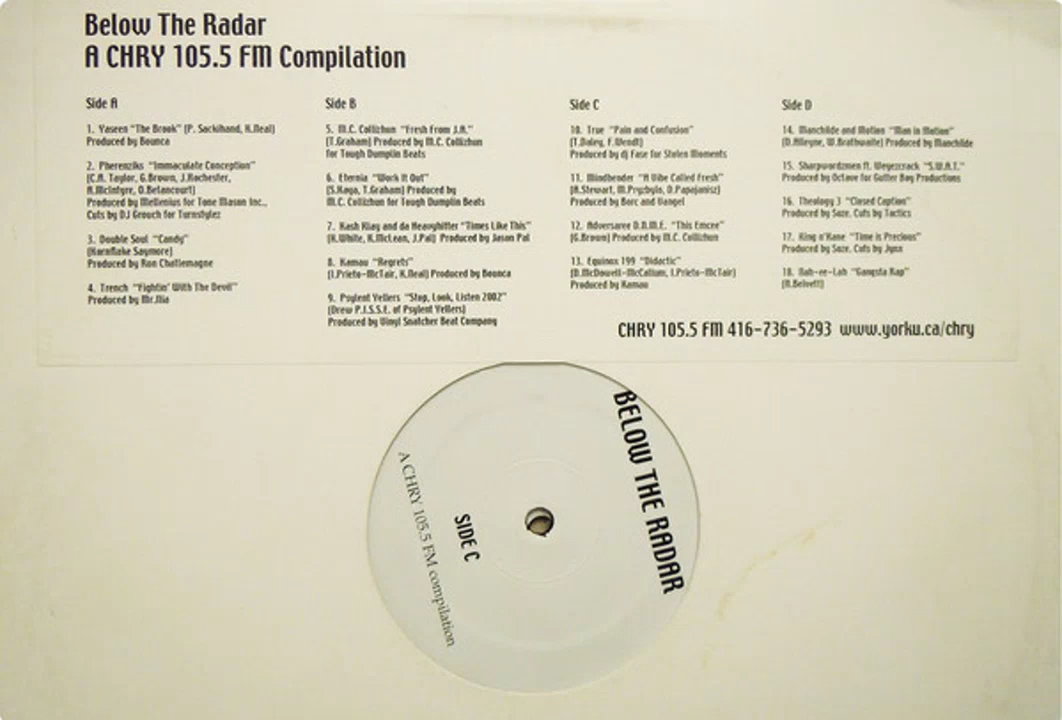 Below The Radar
A CHRY 105.5 FM Compilation
Side A
1. Yaseen "The Brook" (P. Sackihand, K.Neal)
Produced by Bounca
2. Pherenziks "Immaculate Conception"
(C.A. Taylor, G.Brown, J.Rochester,
A.McIntyre, O.Betancourt)
Produced by Mellenius for Tone Mason Inc.,
Cuts by DJ Grouch for Turnstylez
3. Double Soul "Candy"
(Kornflake Saymore)
Produced by Ron Chatlemagne
4. Trench "Fightin' With The Devil"
Produced by Mr.Mia
Side B
5. M.C. Collizhun "Fresh From J.A."
(T.Graham) Produced by M.C. Collizhun
for Tough Dumplin Beats
6. Eternia "Work It Out"
(S.Kaya, T.Graham) Produced by
M.C. Collizhun for Tough Dumplin Beats
7. Kash Klay and da Heavyhitter "Times Like This"
(K.White, K.McLean, J.Pal) Produced by Jason Pal
8. Kamau "Regrets"
(I.Prieto-McTair, K.Neal) Produced by Bounca
9. Psylent Yellers "Stop, Look, Listen 2002"
(Drew P.I.S.S.E. of Psylent Yellers)
Produced by Vinyl Snatcher Beat Company
Side C
10. True "Pain and Confusion"
(T.Daley, F.Wendt)
Produced by dj Fase for Stolen Moments
11. Mindbender "A Vibe Called Fresh"
(A.Stewart, M.Przybylo, D.Papajanisz)
Produced by Borc and Dangel
12. Adversaree D.R.M.E. "This Emcee"
(G.Brown) Produced by M.C. Collizhun
13. Equinox 199 "Didactic"
(D.McDowell-McCallum, I.Prieto-McTair)
Produced by Kamau
Side D
14. Manchilde and Motion "Man in Motion"
(D.Alleyne, W.Brathwaite) Produced by Manchilde
15. Sharpwordzmen ft. Weyezcrack "S.W.A.T."
Produced by Octave for Gutter Boy Productions
16. Theology 3 "Closed Caption"
Produced by Saze. Cuts by Tactics
17. King n'Kane "Time is Precious"
Produced by Saze. Cuts by Jynx
18. Nah-ee-Lah "Gangsta Rap"
CHRY 105.5 FM 416-736-5293 www.yorku.ca/chry
BELOW THE RADAR
SIDE C
A CHRY 105.5 FM compilation